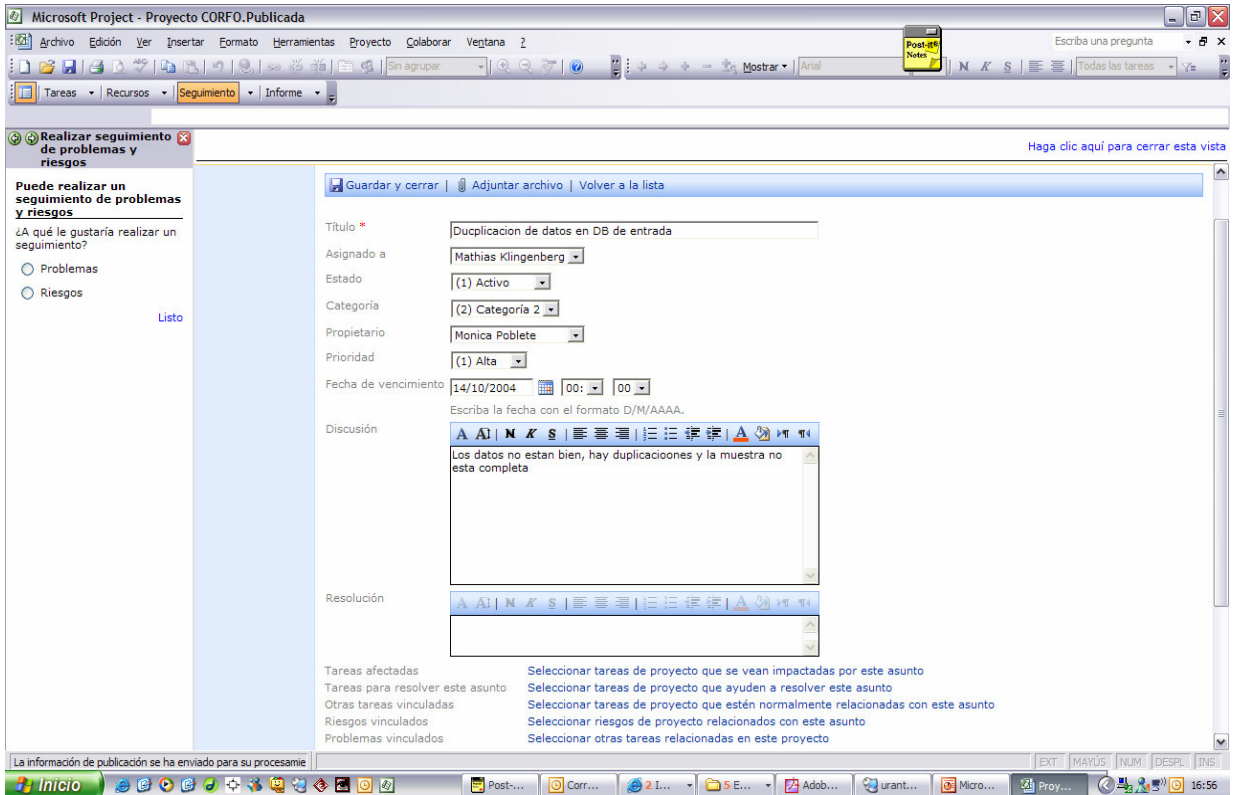 Microsoft Project - Proyecto CORFO.Publicada
Archivo Edición Ver Insertar Formato Herramientas Proyecto Colaborar Ventana ?
Post-it® Notes
Escriba una pregunta
Sin agrupar
Mostrar
Arial
N K S
Todas las tareas
Tareas Recursos Seguimiento Informe
Realizar seguimiento de problemas y riesgos
Haga clic aquí para cerrar esta vista
Puede realizar un seguimiento de problemas y riesgos
¿A qué le gustaría realizar un seguimiento?
Problemas
Riesgos
Listo
Guardar y cerrar | Adjuntar archivo | Volver a la lista
Título * Ducplicacion de datos en DB de entrada
Asignado a Mathias Klingenberg
Estado (1) Activo
Categoría (2) Categoría 2
Propietario Monica Poblete
Prioridad (1) Alta
Fecha de vencimiento 14/10/2004 00: 00
Escriba la fecha con el formato D/M/AAAA.
Discusión
A A N K S A
Los datos no estan bien, hay duplicacioones y la muestra no
esta completa
Resolución
A A N K S A
Tareas afectadas Seleccionar tareas de proyecto que se vean impactadas por este asunto
Tareas para resolver este asunto Seleccionar tareas de proyecto que ayuden a resolver este asunto
Otras tareas vinculadas Seleccionar tareas de proyecto que estén normalmente relacionadas con este asunto
Riesgos vinculados Seleccionar riesgos de proyecto relacionados con este asunto
Problemas vinculados Seleccionar otras tareas relacionadas en este proyecto
La información de publicación se ha enviado para su procesamie
EXT MAYÚS NUM DESPL INS
Inicio
Post-... Corr... 2 I... 5 E... Adob... urant... Micro... Proy... 16:56